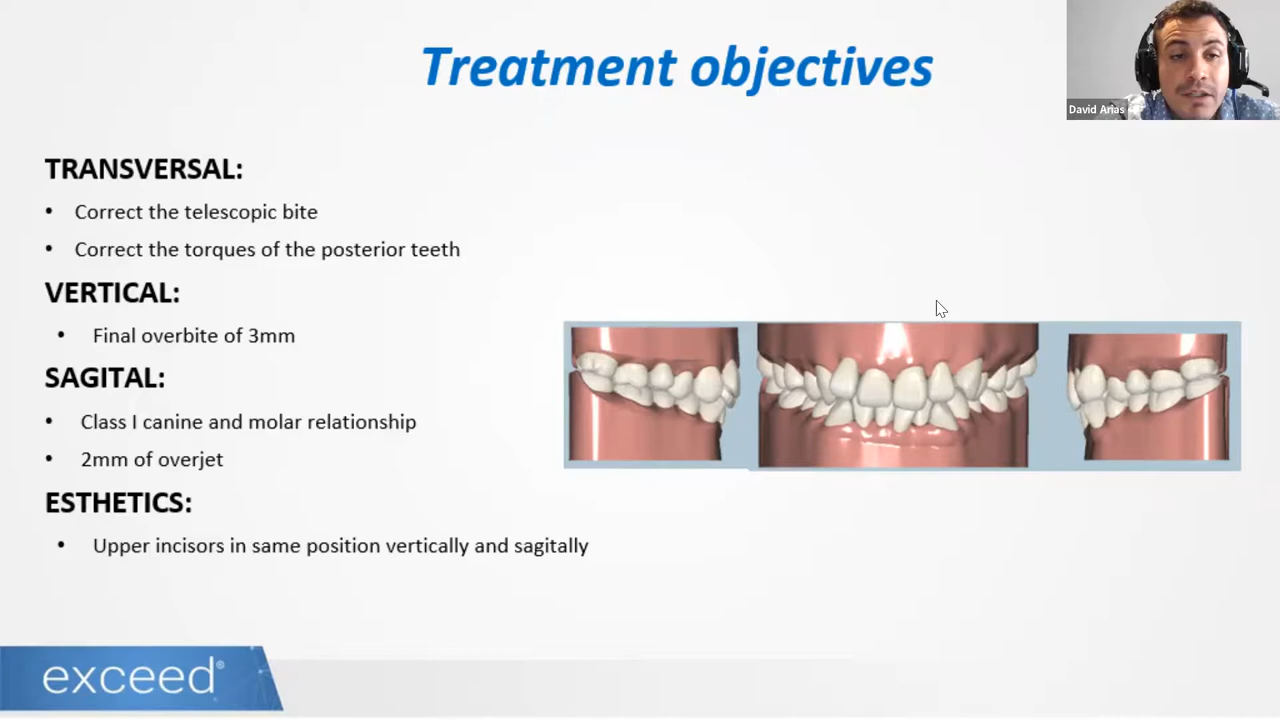 Treatment objectives
David Arias
TRANSVERSAL:
• Correct the telescopic bite
• Correct the torques of the posterior teeth
VERTICAL:
• Final overbite of 3mm
SAGITAL:
• Class I canine and molar relationship
• 2mm of overjet
ESTHETICS:
• Upper incisors in same position vertically and sagitally
exceed®